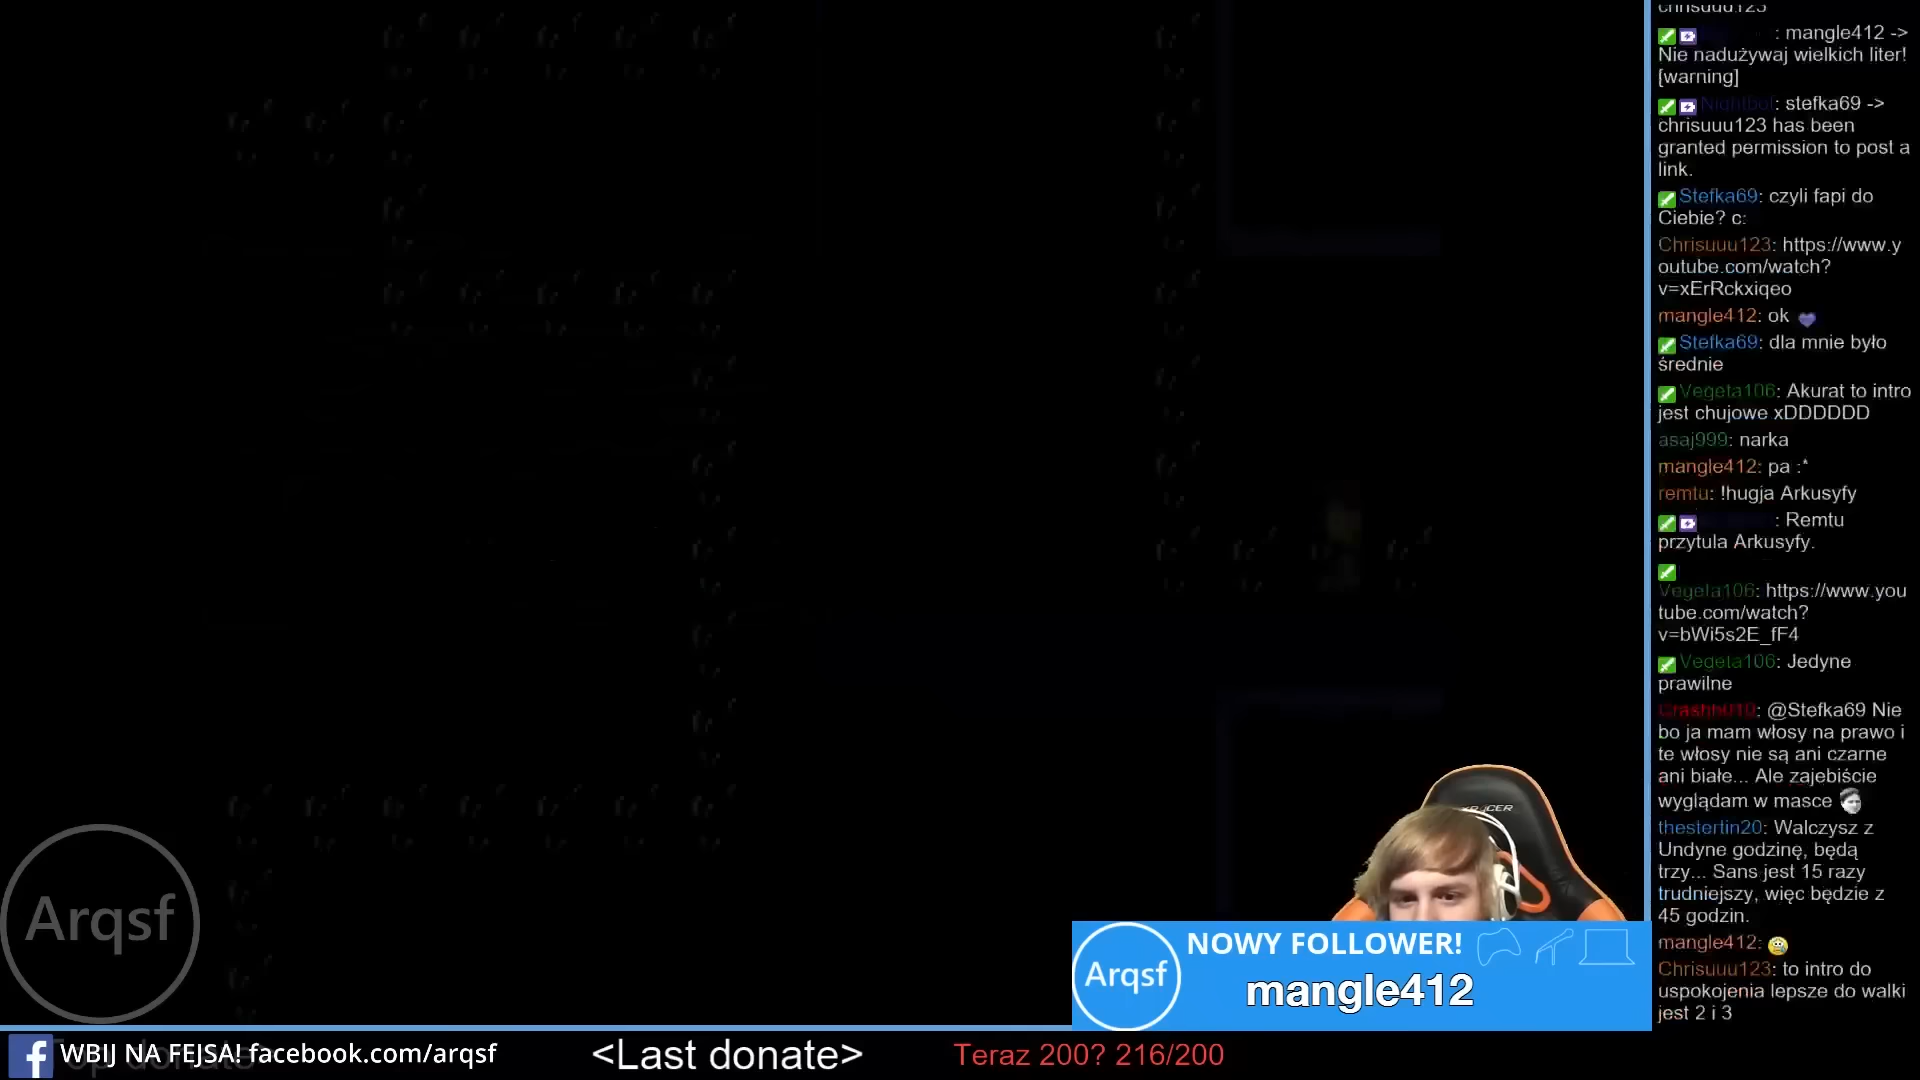 chrisuuu123
: mangle412 ->
Nie nadużywaj wielkich liter!
[warning]
Nightbot: stefka69 ->
chrisuuu123 has been
granted permission to post a
link.
Stefka69: czyli fapi do
Ciebie? c:
Chrisuuu123: https://www.y
outube.com/watch?
v=xErRckxiqeo
mangle412: ok
Stefka69: dla mnie było
średnie
Vegeta106: Akurat to intro
jest chujowe xDDDDDD
asaj999: narka
mangle412: pa :*
remtu: !hugja Arkusyfy
: Remtu
przytula Arkusyfy.
Vegeta106: https://www.you
tube.com/watch?
v=bWi5s2E_fF4
Vegeta106: Jedyne
prawilne
: @Stefka69 Nie
bo ja mam włosy na prawo i
te włosy nie są ani czarne
ani białe... Ale zajebiście
wyglądam w masce
thestertin20: Walczysz z
Undyne godzinę, będą
trzy... Sans jest 15 razy
trudniejszy, więc będzie z
45 godzin.
mangle412:
Chrisuuu123: to intro do
uspokojenia lepsze do walki
jest 2 i 3
Arqsf
Arqsf
NOWY FOLLOWER!
mangle412
WBIJ NA FEJSA! facebook.com/arqsf
Top donate
<Last donate>
Teraz 200? 216/200